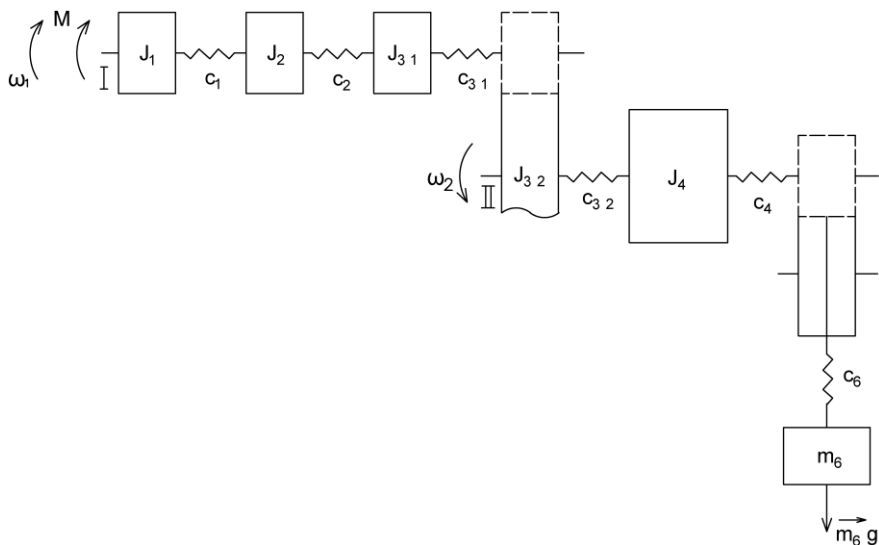 M
ω₁
I
J₁
c₁
J₂
c₂
J₃ ₁
c₃ ₁
ω₂
II
J₃ ₂
c₃ ₂
J₄
c₄
c₆
m₆
m₆ g